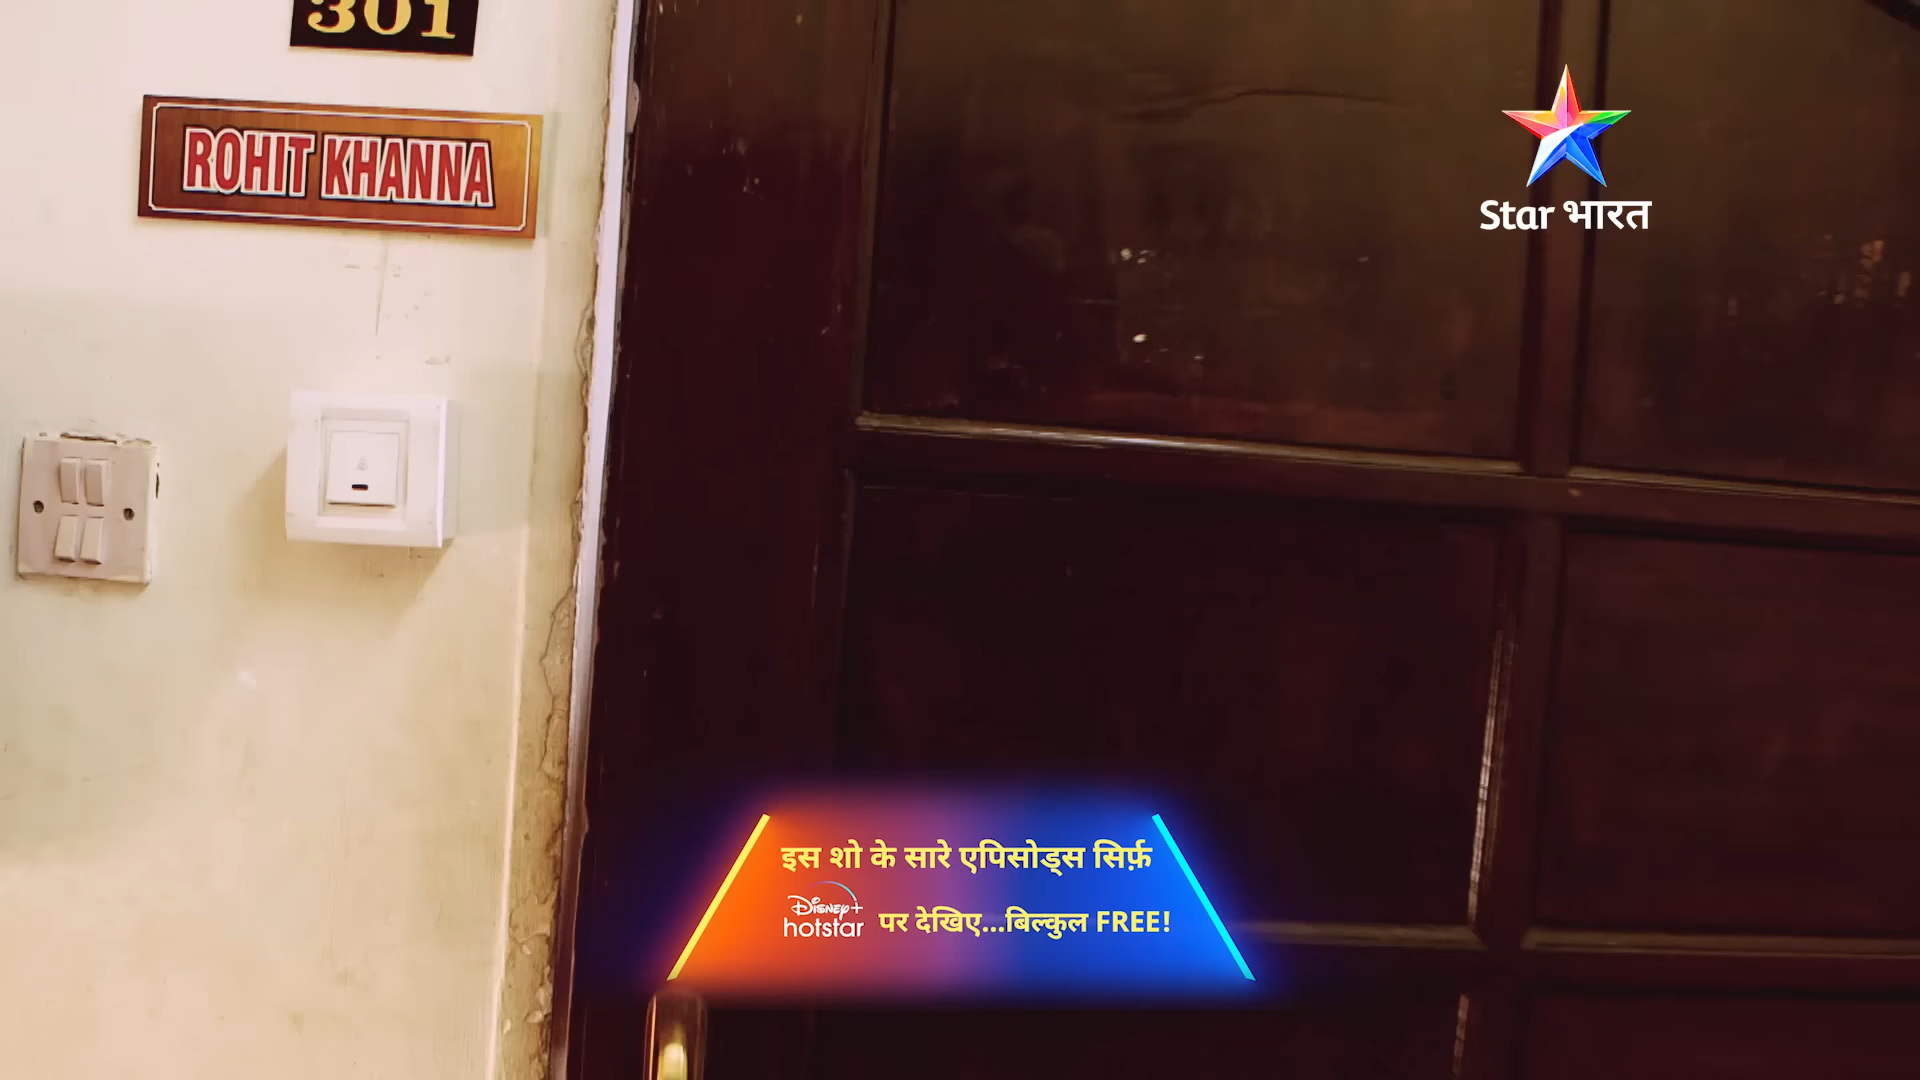 301
ROHIT KHANNA
Star भारत
इस शो के सारे एपिसोड्स सिर्फ़
Disney+ hotstar पर देखिए...बिल्कुल FREE!